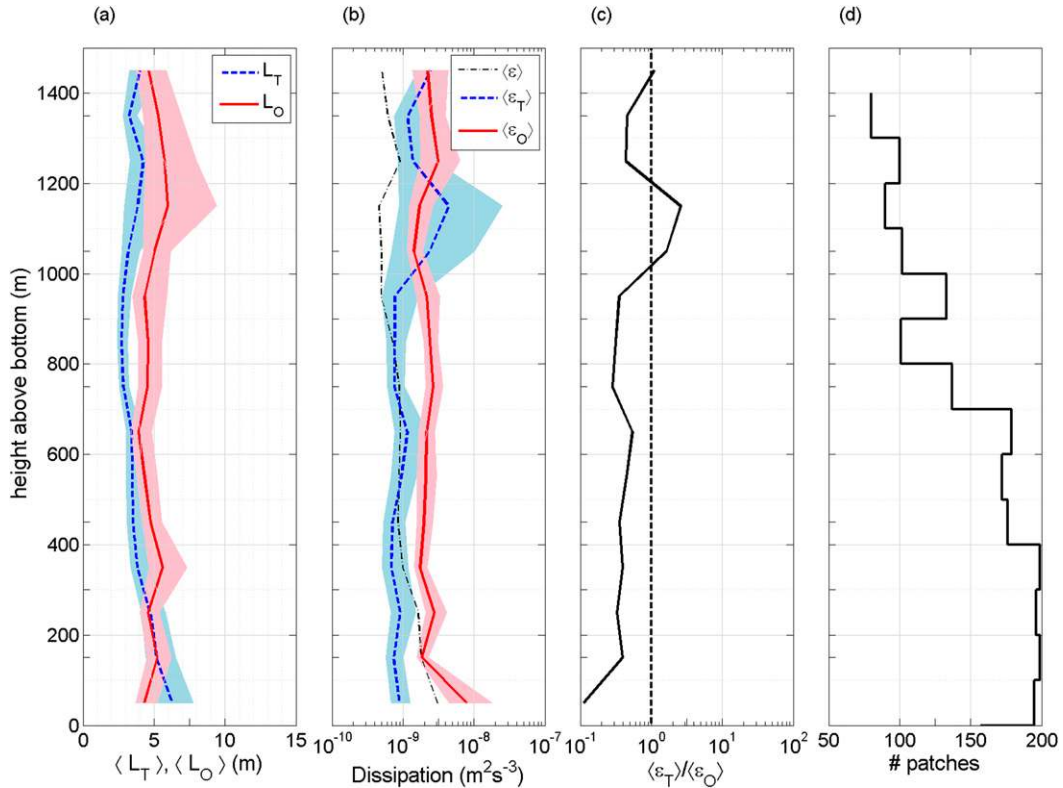 (a) (b) (c) (d)
height above bottom (m)
1400
1200
1000
800
600
400
200
0
L_T
L_O
⟨ε⟩
⟨ε_T⟩
⟨ε_O⟩
0 5 10 15
⟨ L_T ⟩, ⟨ L_O ⟩ (m)
10^-10 10^-9 10^-8 10^-7
Dissipation (m²s⁻³)
10^-1 10^0 10^1 10^2
⟨ε_T⟩/⟨ε_O⟩
50 100 150 200
# patches